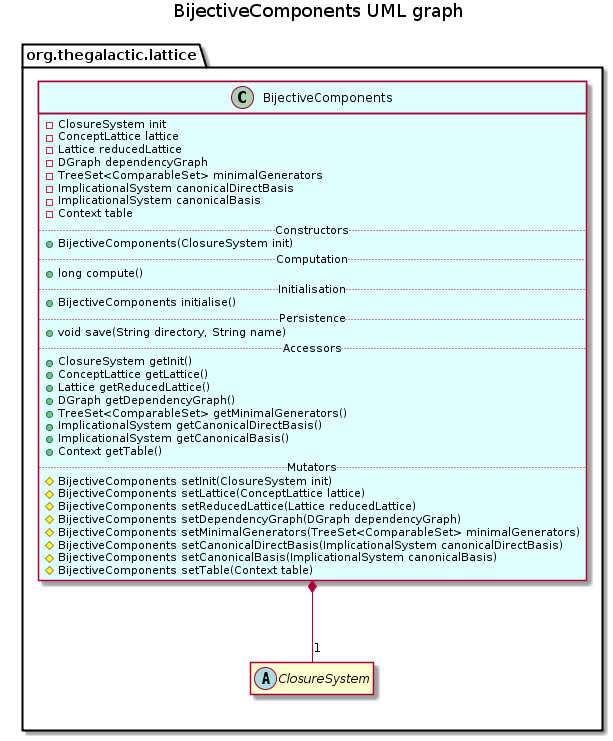 BijectiveComponents UML graph
org.thegalactic.lattice
C BijectiveComponents
ClosureSystem init
ConceptLattice lattice
Lattice reducedLattice
DGraph dependencyGraph
TreeSet<ComparableSet> minimalGenerators
ImplicationalSystem canonicalDirectBasis
ImplicationalSystem canonicalBasis
Context table
Constructors
BijectiveComponents(ClosureSystem init)
Computation
long compute()
Initialisation
BijectiveComponents initialise()
Persistence
void save(String directory, String name)
Accessors
ClosureSystem getInit()
ConceptLattice getLattice()
Lattice getReducedLattice()
DGraph getDependencyGraph()
TreeSet<ComparableSet> getMinimalGenerators()
ImplicationalSystem getCanonicalDirectBasis()
ImplicationalSystem getCanonicalBasis()
Context getTable()
Mutators
BijectiveComponents setInit(ClosureSystem init)
BijectiveComponents setLattice(ConceptLattice lattice)
BijectiveComponents setReducedLattice(Lattice reducedLattice)
BijectiveComponents setDependencyGraph(DGraph dependencyGraph)
BijectiveComponents setMinimalGenerators(TreeSet<ComparableSet> minimalGenerators)
BijectiveComponents setCanonicalDirectBasis(ImplicationalSystem canonicalDirectBasis)
BijectiveComponents setCanonicalBasis(ImplicationalSystem canonicalBasis)
BijectiveComponents setTable(Context table)
1
A ClosureSystem